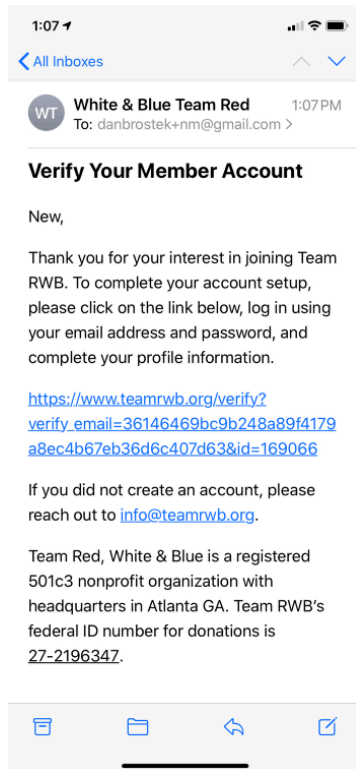 1:07
All Inboxes
WT
White & Blue Team Red
1:07 PM
To: danbrostek+nm@gmail.com >
Verify Your Member Account
New,
Thank you for your interest in joining Team
RWB. To complete your account setup,
please click on the link below, log in using
your email address and password, and
complete your profile information.
https://www.teamrwb.org/verify?
verify_email=36146469bc9b248a89f4179
a8ec4b67eb36d6c407d63&id=169066
If you did not create an account, please
reach out to info@teamrwb.org.
Team Red, White & Blue is a registered
501c3 nonprofit organization with
headquarters in Atlanta GA. Team RWB’s
federal ID number for donations is
27-2196347.